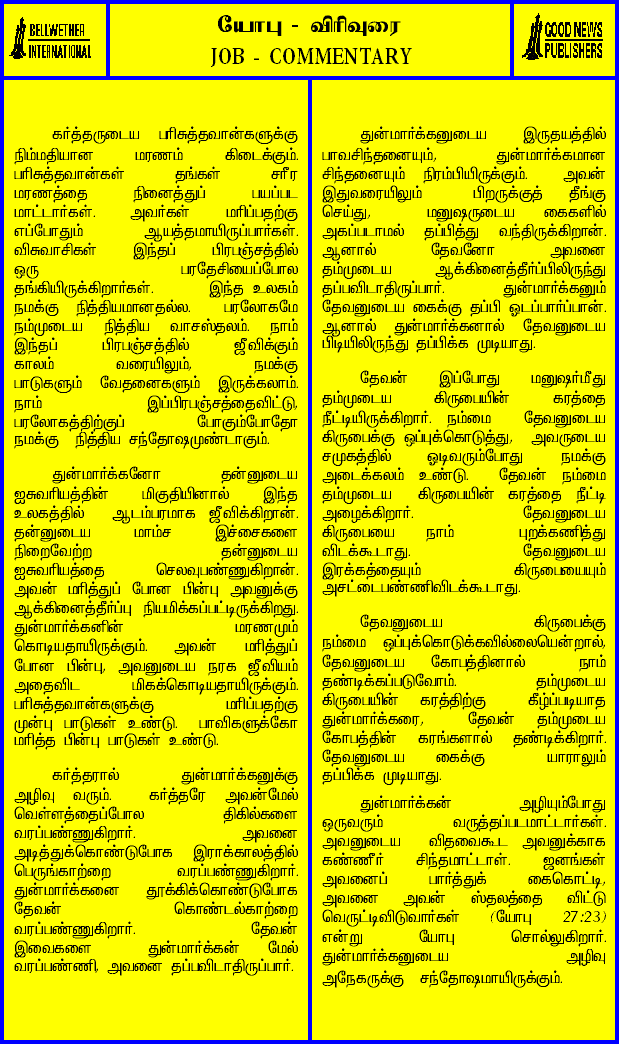 BELLWETHER
INTERNATIONAL
யோபு - விரிவுரை
JOB - COMMENTARY
GOOD NEWS
PUBLISHERS
கர்த்தருடைய பரிசுத்தவான்களுக்கு
நிம்மதியான மரணம் கிடைக்கும்.
பரிசுத்தவான்கள் தங்கள் சரீர
மரணத்தை நினைத்துப் பயப்பட
மாட்டார்கள். அவர்கள் மரிப்பதற்கு
எப்போதும் ஆயத்தமாயிருப்பார்கள்.
விசுவாசிகள் இந்தப் பிரபஞ்சத்தில்
ஒரு பரதேசியைப்போல
தங்கியிருக்கிறார்கள். இந்த உலகம்
நமக்கு நித்தியமானதல்ல. பரலோகமே
நம்முடைய நித்திய வாசஸ்தலம். நாம்
இந்தப் பிரபஞ்சத்தில் ஜீவிக்கும்
காலம் வரையிலும், நமக்கு
பாடுகளும் வேதனைகளும் இருக்கலாம்.
நாம் இப்பிரபஞ்சத்தைவிட்டு,
பரலோகத்திற்குப் போகும்போதோ
நமக்கு நித்திய சந்தோஷமுண்டாகும்.
துன்மார்க்கனோ தன்னுடைய
ஐசுவரியத்தின் மிகுதியினால் இந்த
உலகத்தில் ஆடம்பரமாக ஜீவிக்கிறான்.
தன்னுடைய மாம்ச இச்சைகளை
நிறைவேற்ற தன்னுடைய
ஐசுவரியத்தை செலவுபண்ணுகிறான்.
அவன் மரித்துப் போன பின்பு அவனுக்கு
ஆக்கினைத்தீர்ப்பு நியமிக்கப்பட்டிருக்கிறது.
துன்மார்க்கனின் மரணமும்
கொடியதாயிருக்கும். அவன் மரித்துப்
போன பின்பு, அவனுடைய நரக ஜீவியம்
அதைவிட மிகக்கொடியதாயிருக்கும்.
பரிசுத்தவான்களுக்கு மரிப்பதற்கு
முன்பு பாடுகள் உண்டு. பாவிகளுக்கோ
மரித்த பின்பு பாடுகள் உண்டு.
கர்த்தரால் துன்மார்க்கனுக்கு
அழிவு வரும். கர்த்தரே அவன்மேல்
வெள்ளத்தைப்போல திகில்களை
வரப்பண்ணுகிறார். அவனை
அடித்துக்கொண்டுபோக இராக்காலத்தில்
பெருங்காற்றை வரப்பண்ணுகிறார்.
துன்மார்க்கனை தூக்கிக்கொண்டுபோக
தேவன் கொண்டல்காற்றை
வரப்பண்ணுகிறார். தேவன்
இவைகளை துன்மார்க்கன் மேல்
வரப்பண்ணி, அவனை தப்பவிடாதிருப்பார்.
துன்மார்க்கனுடைய இருதயத்தில்
பாவசிந்தனையும், துன்மார்க்கமான
சிந்தனையும் நிரம்பியிருக்கும். அவன்
இதுவரையிலும் பிறருக்குத் தீங்கு
செய்து, மனுஷருடைய கைகளில்
அகப்படாமல் தப்பித்து வந்திருக்கிறான்.
ஆனால் தேவனோ அவனை
தம்முடைய ஆக்கினைத்தீர்ப்பிலிருந்து
தப்பவிடாதிருப்பார். துன்மார்க்கனும்
தேவனுடைய கைக்கு தப்பி ஓடப்பார்ப்பான்.
ஆனால் துன்மார்க்கனால் தேவனுடைய
பிடியிலிருந்து தப்பிக்க முடியாது.
தேவன் இப்போது மனுஷர்மீது
தம்முடைய கிருபையின் கரத்தை
நீட்டியிருக்கிறார். நம்மை தேவனுடைய
கிருபைக்கு ஒப்புக்கொடுத்து, அவருடைய
சமுகத்தில் ஓடிவரும்போது நமக்கு
அடைக்கலம் உண்டு. தேவன் நம்மை
தம்முடைய கிருபையின் கரத்தை நீட்டி
அழைக்கிறார். தேவனுடைய
கிருபையை நாம் புறக்கணித்து
விடக்கூடாது. தேவனுடைய
இரக்கத்தையும் கிருபையையும்
அசட்டைபண்ணிவிடக்கூடாது.
தேவனுடைய கிருபைக்கு
நம்மை ஒப்புக்கொடுக்கவில்லையென்றால்,
தேவனுடைய கோபத்தினால் நாம்
தண்டிக்கப்படுவோம். தம்முடைய
கிருபையின் கரத்திற்கு கீழ்ப்படியாத
துன்மார்க்கரை, தேவன் தம்முடைய
கோபத்தின் கரங்களால் தண்டிக்கிறார்.
தேவனுடைய கைக்கு யாராலும்
தப்பிக்க முடியாது.
துன்மார்க்கன் அழியும்போது
ஒருவரும் வருத்தப்படமாட்டார்கள்.
அவனுடைய விதவைகூட அவனுக்காக
கண்ணீர் சிந்தமாட்டாள். ஜனங்கள்
அவனைப் பார்த்துக் கைகொட்டி,
அவனை அவன் ஸ்தலத்தை விட்டு
வெருட்டிவிடுவார்கள் (யோபு 27:23)
என்று யோபு சொல்லுகிறார்.
துன்மார்க்கனுடைய அழிவு
அநேகருக்கு சந்தோஷமாயிருக்கும்.